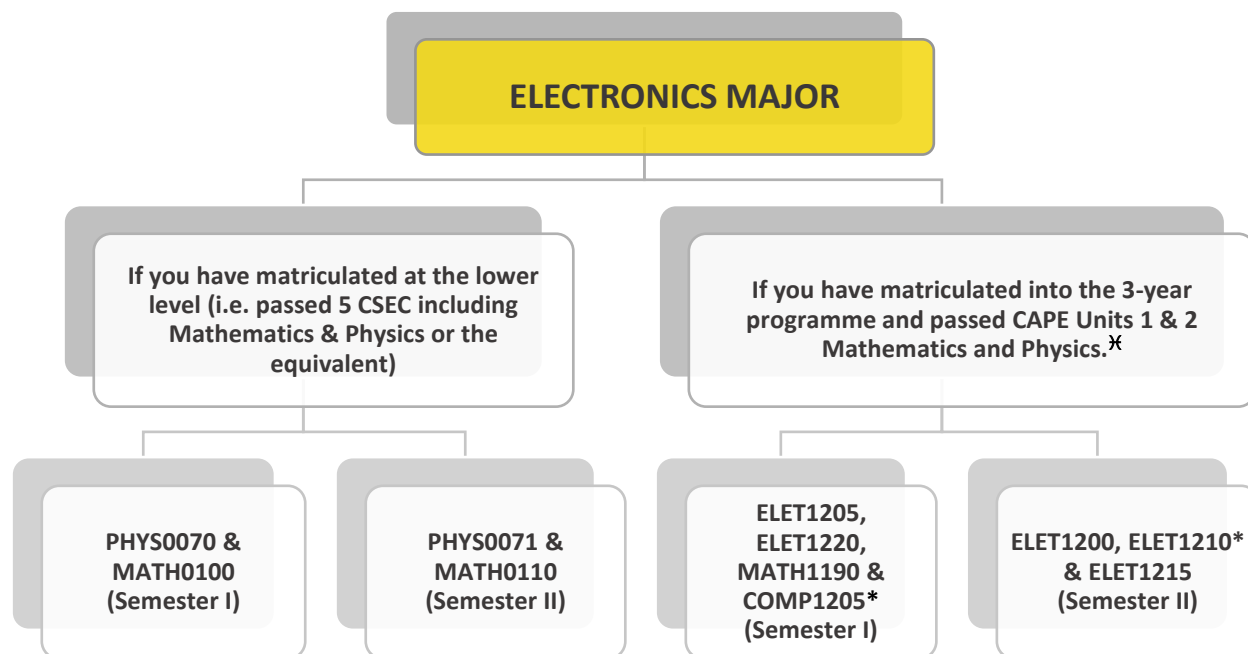 ELECTRONICS MAJOR
If you have matriculated at the lower
level (i.e. passed 5 CSEC including
Mathematics & Physics or the
equivalent)
If you have matriculated into the 3-year
programme and passed CAPE Units 1 & 2
Mathematics and Physics.ӿ
PHYS0070 &
MATH0100
(Semester I)
PHYS0071 &
MATH0110
(Semester II)
ELET1205,
ELET1220,
MATH1190 &
COMP1205*
(Semester I)
ELET1200, ELET1210*
& ELET1215
(Semester II)